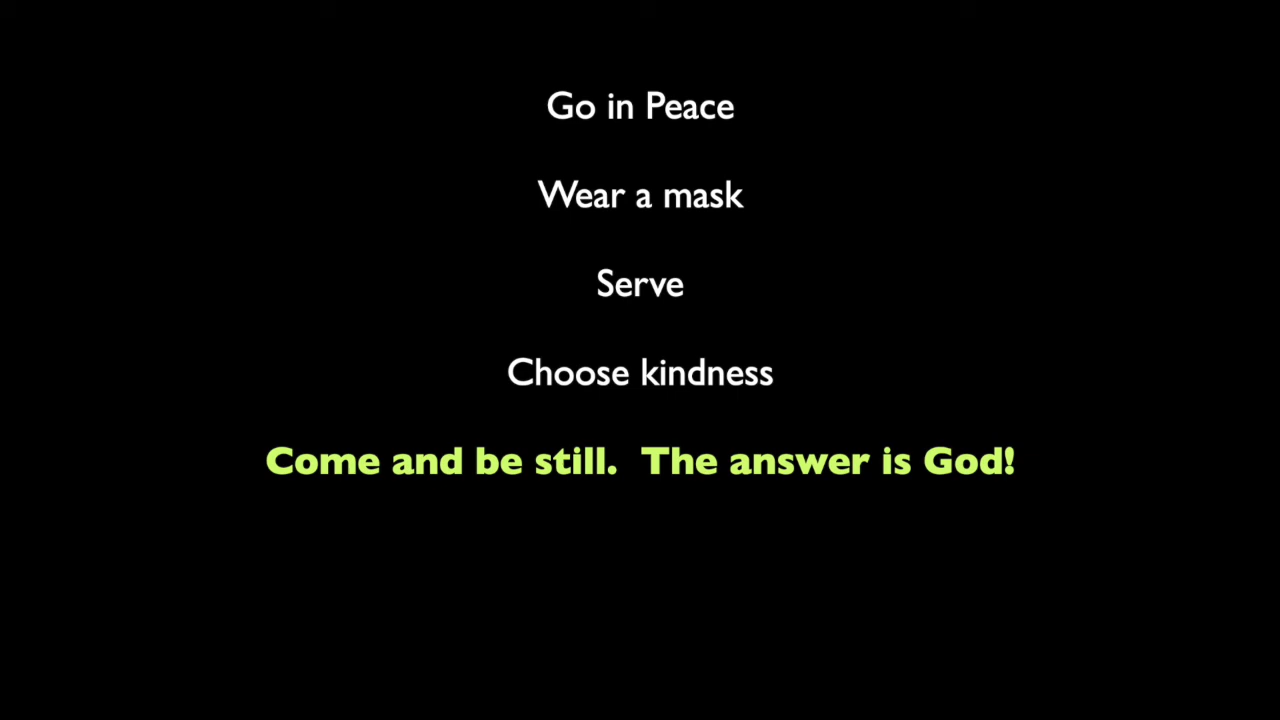 Go in Peace
Wear a mask
Serve
Choose kindness
Come and be still.  The answer is God!